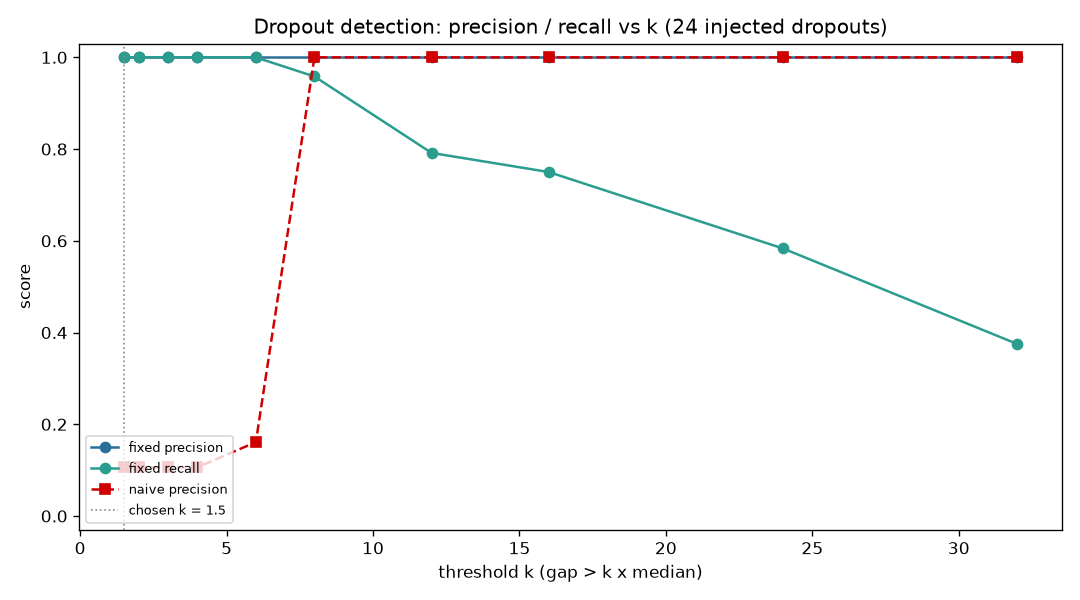 Dropout detection: precision / recall vs k (24 injected dropouts)
1.0
0.8
0.6
0.4
0.2
0.0
score
fixed precision
fixed recall
naive precision
chosen k = 1.5
0 5 10 15 20 25 30
threshold k (gap > k x median)